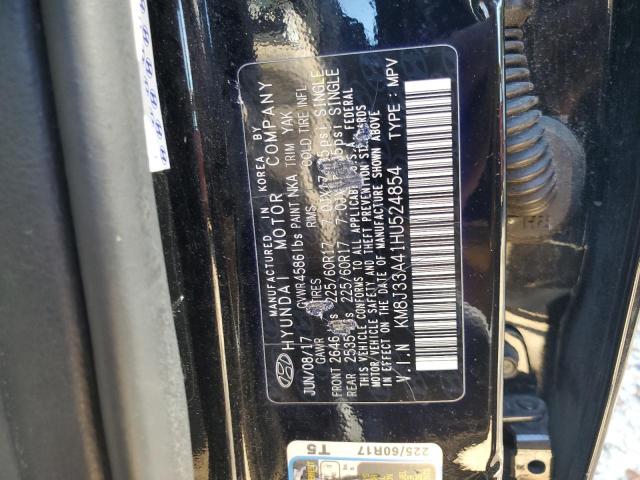 MANUFACTURED IN KOREA BY
HYUNDAI MOTOR COMPANY
JUN/08/17 GVWR 4586lbs PAINT NKA TRIM YAK
GAWR TIRES RIMS COLD TIRE INFL
FRONT 2646 225/60R17 SINGLE
REAR 2535 225/60R17 SINGLE
THIS VEHICLE CONFORMS TO ALL APPLICABLE U.S.A FEDERAL
MOTOR VEHICLE SAFETY AND THEFT PREVENTION STANDARDS
IN EFFECT ON THE DATE OF MANUFACTURE SHOWN ABOVE
V.I.N KM8J33A41HU524854 TYPE : MPV
225/60R17
T5